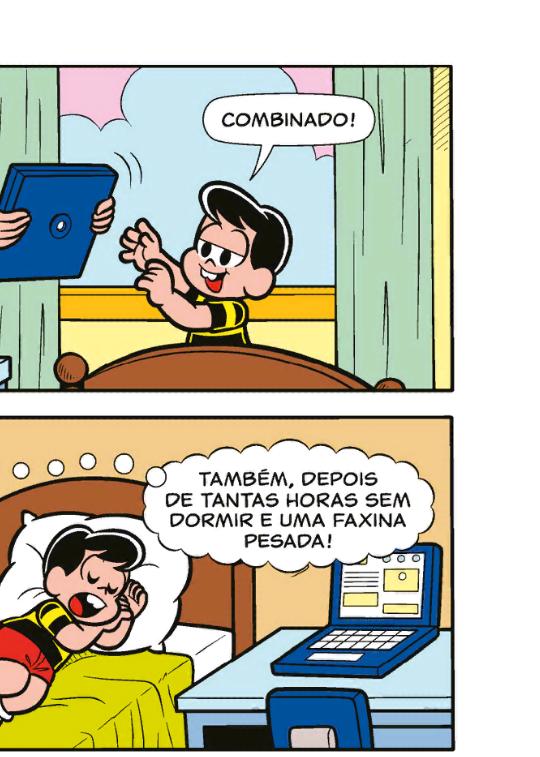 COMBINADO!
TAMBÉM, DEPOIS
DE TANTAS HORAS SEM
DORMIR E UMA FAXINA
PESADA!